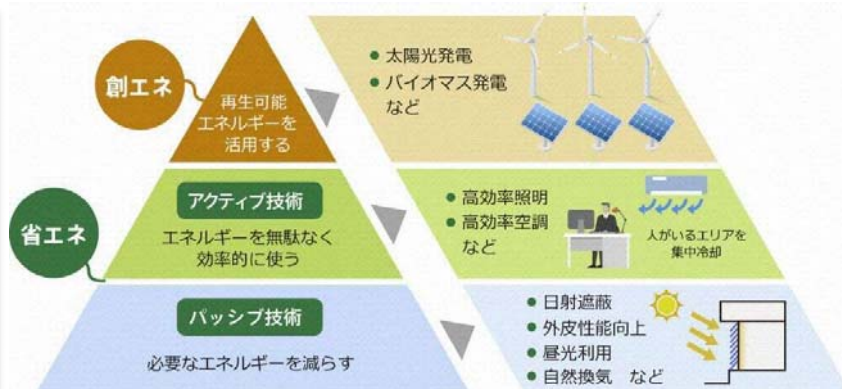 創エネ
再生可能
エネルギーを
活用する
● 太陽光発電
● バイオマス発電
など
省エネ
アクティブ技術
エネルギーを無駄なく
効率的に使う
● 高効率照明
● 高効率空調
など
人がいるエリアを
集中冷却
パッシブ技術
必要なエネルギーを減らす
● 日射遮蔽
● 外皮性能向上
● 昼光利用
● 自然換気 など